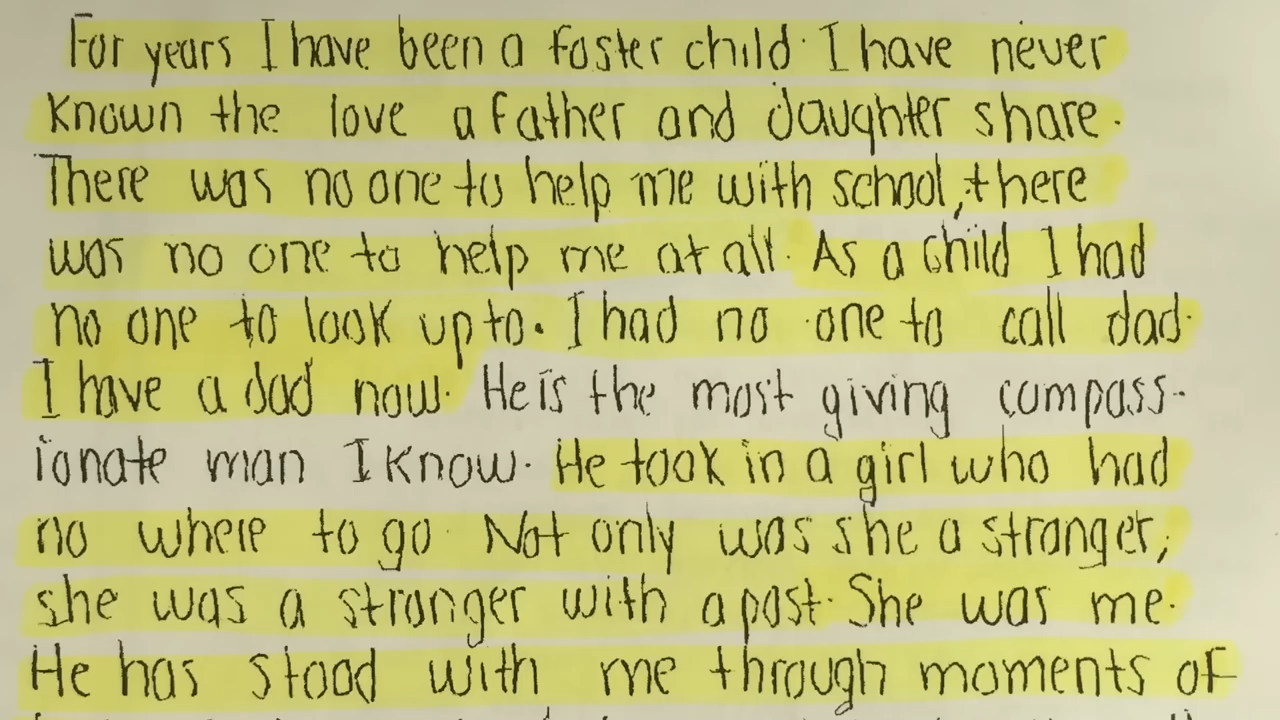 For years I have been a foster child. I have never
known the love a father and daughter share.
There was no one to help me with school, there
was no one to help me at all. As a child I had
no one to look up to. I had no one to call dad.
I have a dad now. He is the most giving compass-
ionate man I know. He took in a girl who had
no where to go. Not only was she a stranger,
she was a stranger with a past. She was me.
He has stood with me through moments of